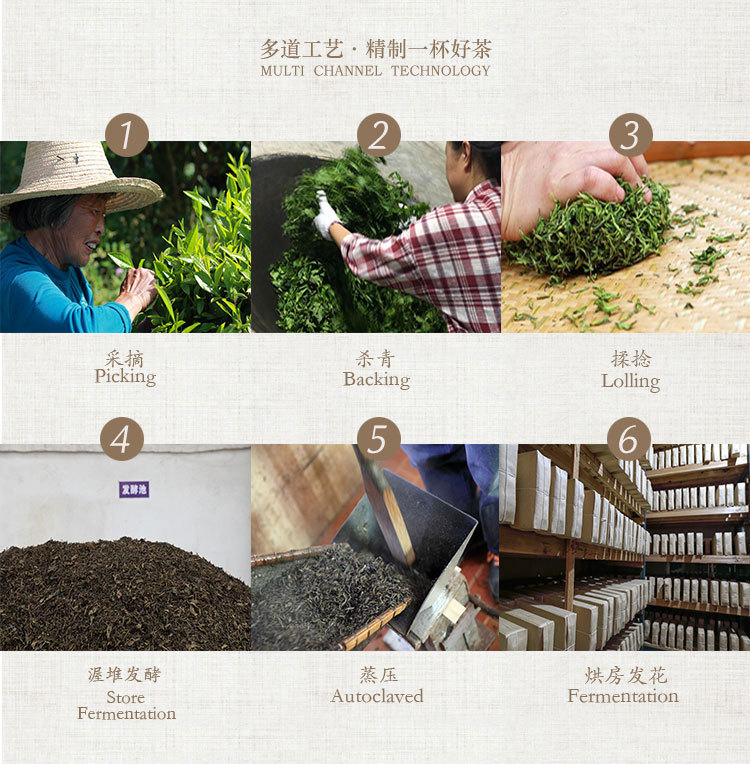 多道工艺·精制一杯好茶
MULTI CHANNEL TECHNOLOGY
1
2
3
采摘
Picking
杀青
Backing
揉捻
Lolling
4
5
6
发酵池
渥堆发酵
Store
Fermentation
蒸压
Autoclaved
烘房发花
Fermentation